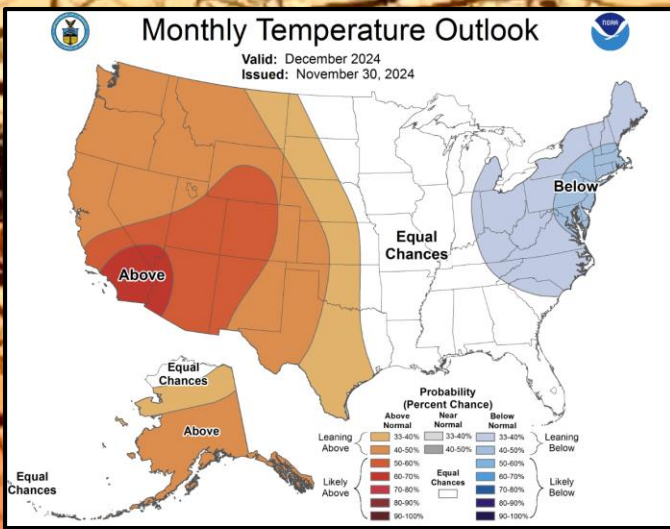 Monthly Temperature Outlook
Valid: December 2024
Issued: November 30, 2024
NOAA
Above
Equal
Chances
Below
Equal
Chances
Above
Equal
Chances
Probability
(Percent Chance)
Above
Normal
Near
Normal
Below
Normal
Leaning
Above
33-40%
40-50%
33-40%
40-50%
33-40%
40-50%
Leaning
Below
Likely
Above
50-60%
60-70%
70-80%
80-90%
90-100%
Equal
Chances
50-60%
60-70%
70-80%
80-90%
90-100%
Likely
Below